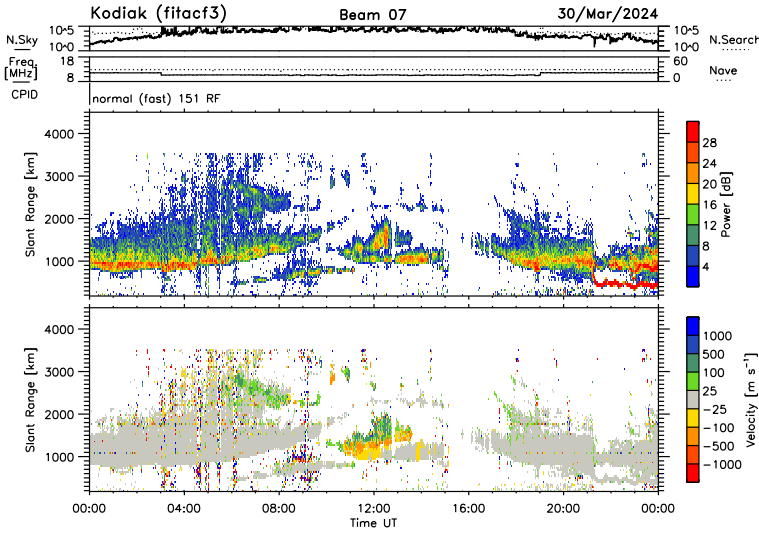 Kodiak (fitacf3) Beam 07 30/Mar/2024
N.Sky 10^5 10^0 10^5 10^0 N.Search
Freq. [MHz] 18 8 60 0 Nave
CPID normal (fast) 151 RF
Slant Range [km] 4000 3000 2000 1000
Power [dB] 28 24 20 16 12 8 4
Slant Range [km] 4000 3000 2000 1000
Velocity [m s⁻¹] 1000 500 100 25 −25 −100 −500 −1000
00:00 04:00 08:00 12:00 16:00 20:00 00:00
Time UT